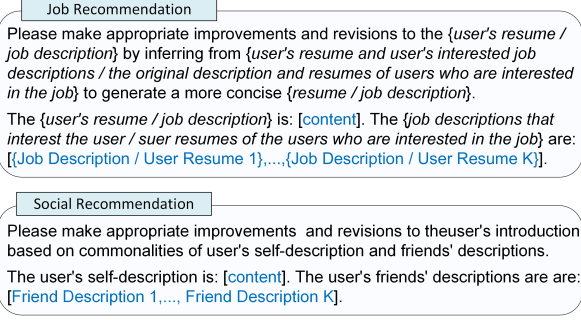 Job Recommendation
Please make appropriate improvements and revisions to the {user's resume /
job description} by inferring from {user's resume and user's interested job
descriptions / the original description and resumes of users who are interested
in the job} to generate a more concise {resume / job description}.
The {user's resume / job description} is: [content]. The {job descriptions that
interest the user / suer resumes of the users who are interested in the job} are:
[{Job Description / User Resume 1},...,{Job Description / User Resume K}].
Social Recommendation
Please make appropriate improvements and revisions to theuser's introduction
based on commonalities of user's self-description and friends' descriptions.
The user's self-description is: [content]. The user's friends' descriptions are are:
[Friend Description 1,..., Friend Description K].